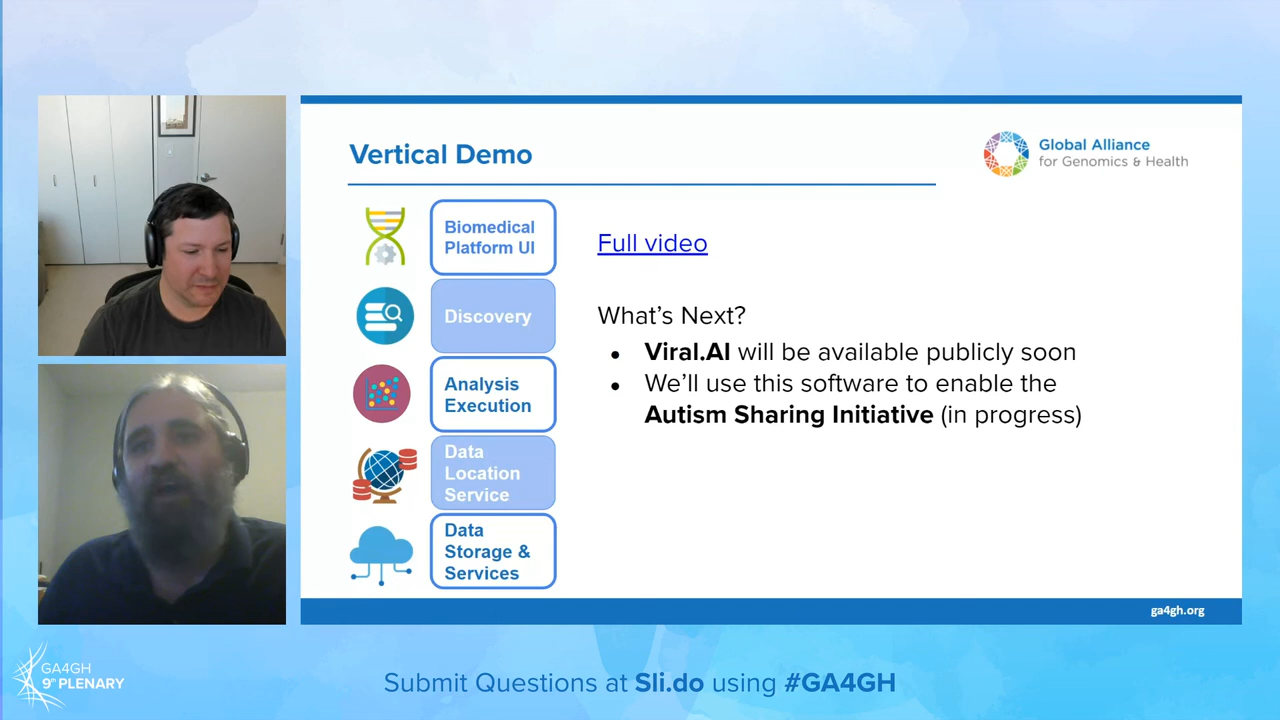 Vertical Demo
Global Alliance
for Genomics & Health
Biomedical
Platform UI
Discovery
Analysis
Execution
Data
Location
Service
Data
Storage &
Services
Full video
What's Next?
● Viral.AI will be available publicly soon
● We'll use this software to enable the
Autism Sharing Initiative (in progress)
ga4gh.org
GA4GH
9th PLENARY
Submit Questions at Sli.do using #GA4GH